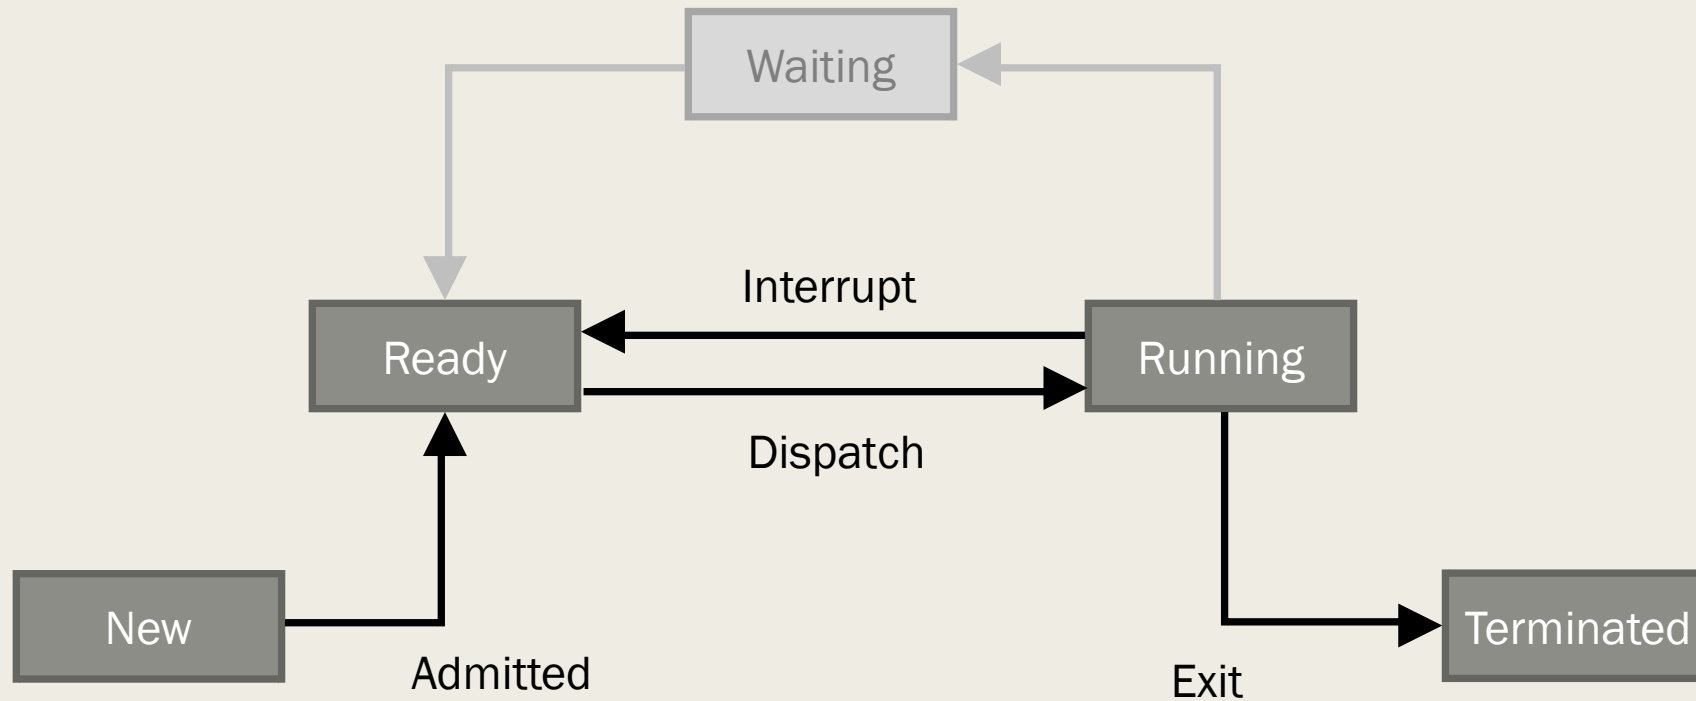 Waiting
Interrupt
Ready
Running
Dispatch
New
Terminated
Admitted
Exit